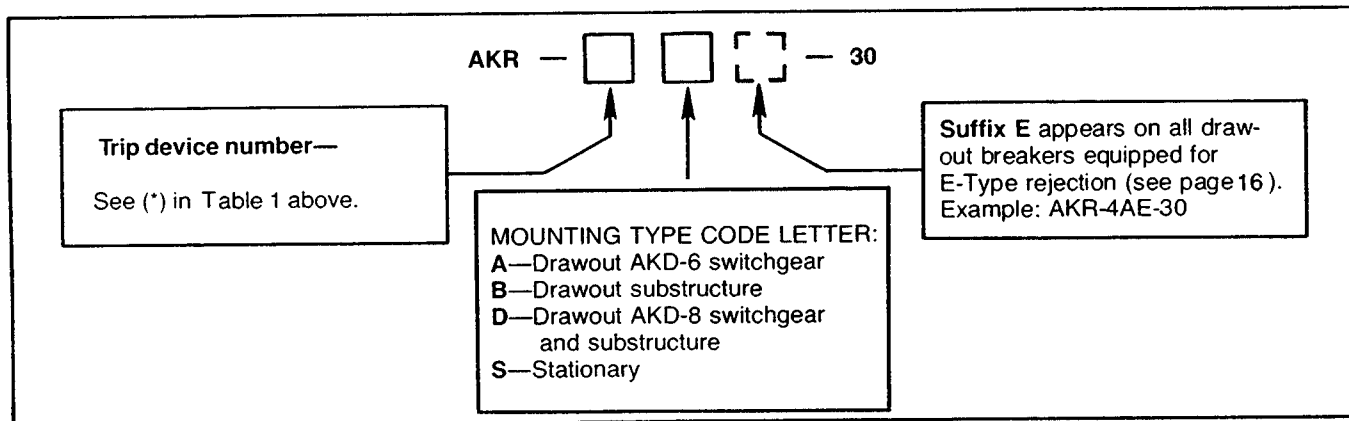 AKR — — 30
Trip device number—
See (*) in Table 1 above.
MOUNTING TYPE CODE LETTER:
A—Drawout AKD-6 switchgear
B—Drawout substructure
D—Drawout AKD-8 switchgear
and substructure
S—Stationary
Suffix E appears on all draw-
out breakers equipped for
E-Type rejection (see page 16).
Example: AKR-4AE-30